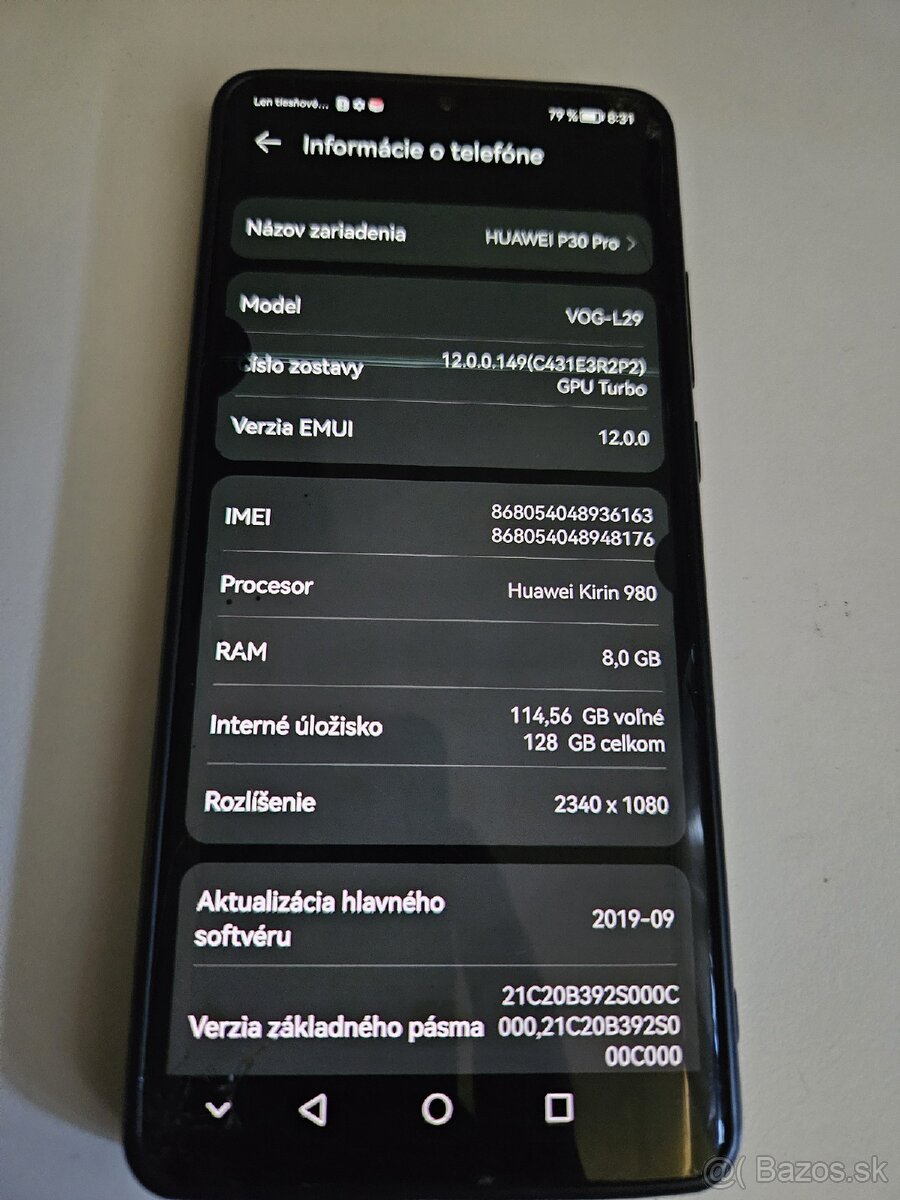 Len tiesňové...
79 % 8:31
Informácie o telefóne
Názov zariadenia HUAWEI P30 Pro
Model VOG-L29
íslo zostavy 12.0.0.149(C431E3R2P2)
GPU Turbo
Verzia EMUI 12.0.0
IMEI 868054048936163
868054048948176
Procesor Huawei Kirin 980
RAM 8,0 GB
Interné úložisko 114,56 GB voľné
128 GB celkom
Rozlíšenie 2340 x 1080
Aktualizácia hlavného
softvéru 2019-09
21C20B392S000C
Verzia základného pásma 000,21C20B392S0
00C000
@( Bazos.sk